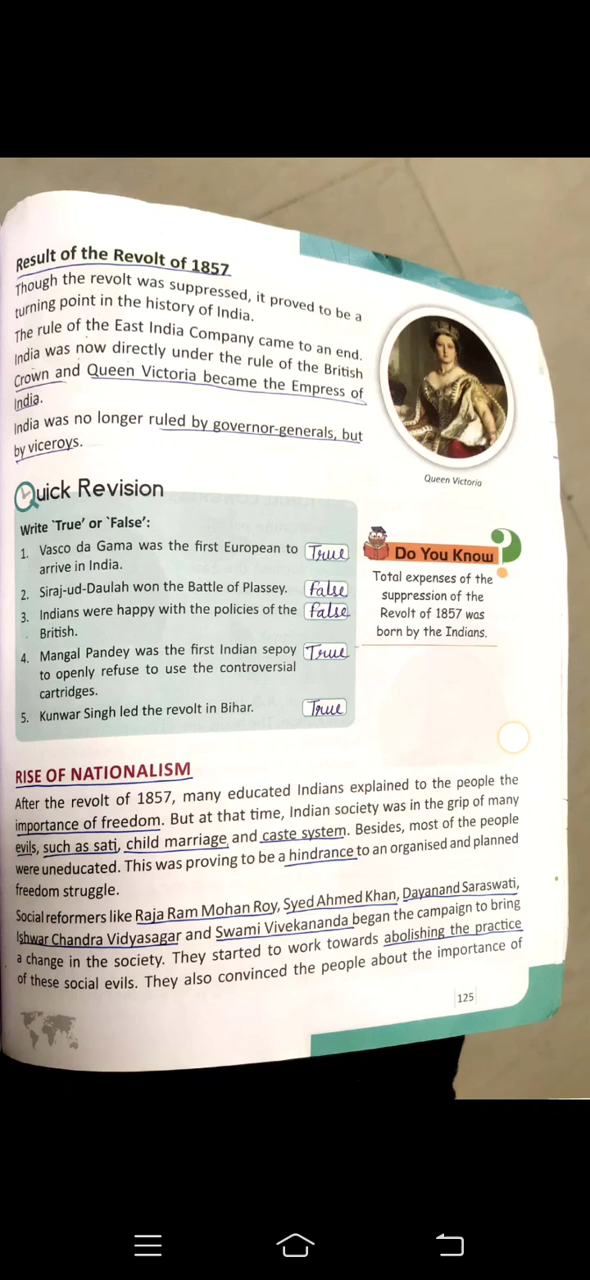 Result of the Revolt of 1857
Though the revolt was suppressed, it proved to be a
turning point in the history of India.
The rule of the East India Company came to an end.
India was now directly under the rule of the British
Crown and Queen Victoria became the Empress of
India.
India was no longer ruled by governor-generals, but
by viceroys.
Queen Victoria
Quick Revision
Write `True' or `False':
1. Vasco da Gama was the first European to True
arrive in India.
2. Siraj-ud-Daulah won the Battle of Plassey. False
3. Indians were happy with the policies of the False
British.
4. Mangal Pandey was the first Indian sepoy True
to openly refuse to use the controversial
cartridges.
5. Kunwar Singh led the revolt in Bihar. True
Do You Know ?
Total expenses of the
suppression of the
Revolt of 1857 was
born by the Indians.
RISE OF NATIONALISM
After the revolt of 1857, many educated Indians explained to the people the
importance of freedom. But at that time, Indian society was in the grip of many
evils, such as sati, child marriage and caste system. Besides, most of the people
were uneducated. This was proving to be a hindrance to an organised and planned
freedom struggle.
Social reformers like Raja Ram Mohan Roy, Syed Ahmed Khan, Dayanand Saraswati,
Ishwar Chandra Vidyasagar and Swami Vivekananda began the campaign to bring
a change in the society. They started to work towards abolishing the practice
of these social evils. They also convinced the people about the importance of
125